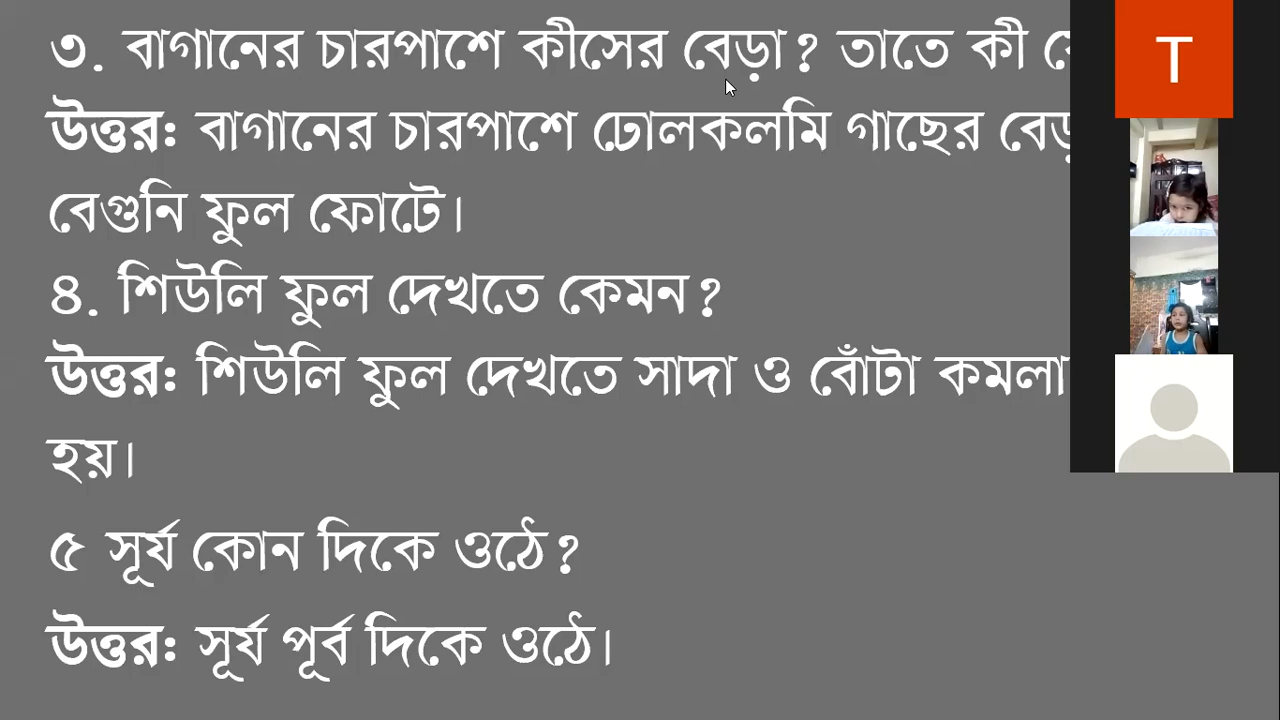 ৩. বাগানের চারপাশে কীসের বেড়া? তাতে কী
উত্তর: বাগানের চারপাশে ঢোলকলমি গাছের
বেগুনি ফুল ফোটে।
৪. শিউলি ফুল দেখতে কেমন?
উত্তর: শিউলি ফুল দেখতে সাদা ও বোঁটা কমলা
হয়।
৫ সূর্য কোন দিকে ওঠে?
উত্তর: সূর্য পূর্ব দিকে ওঠে।
T